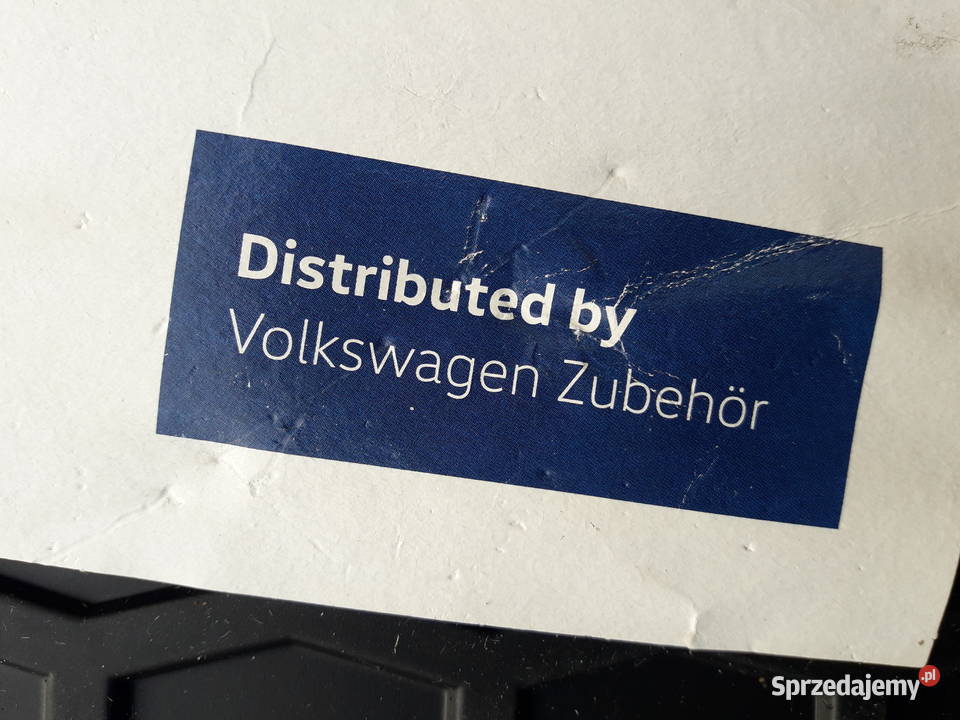 Distributed by
Volkswagen Zubehör
Sprzedajemy.pl